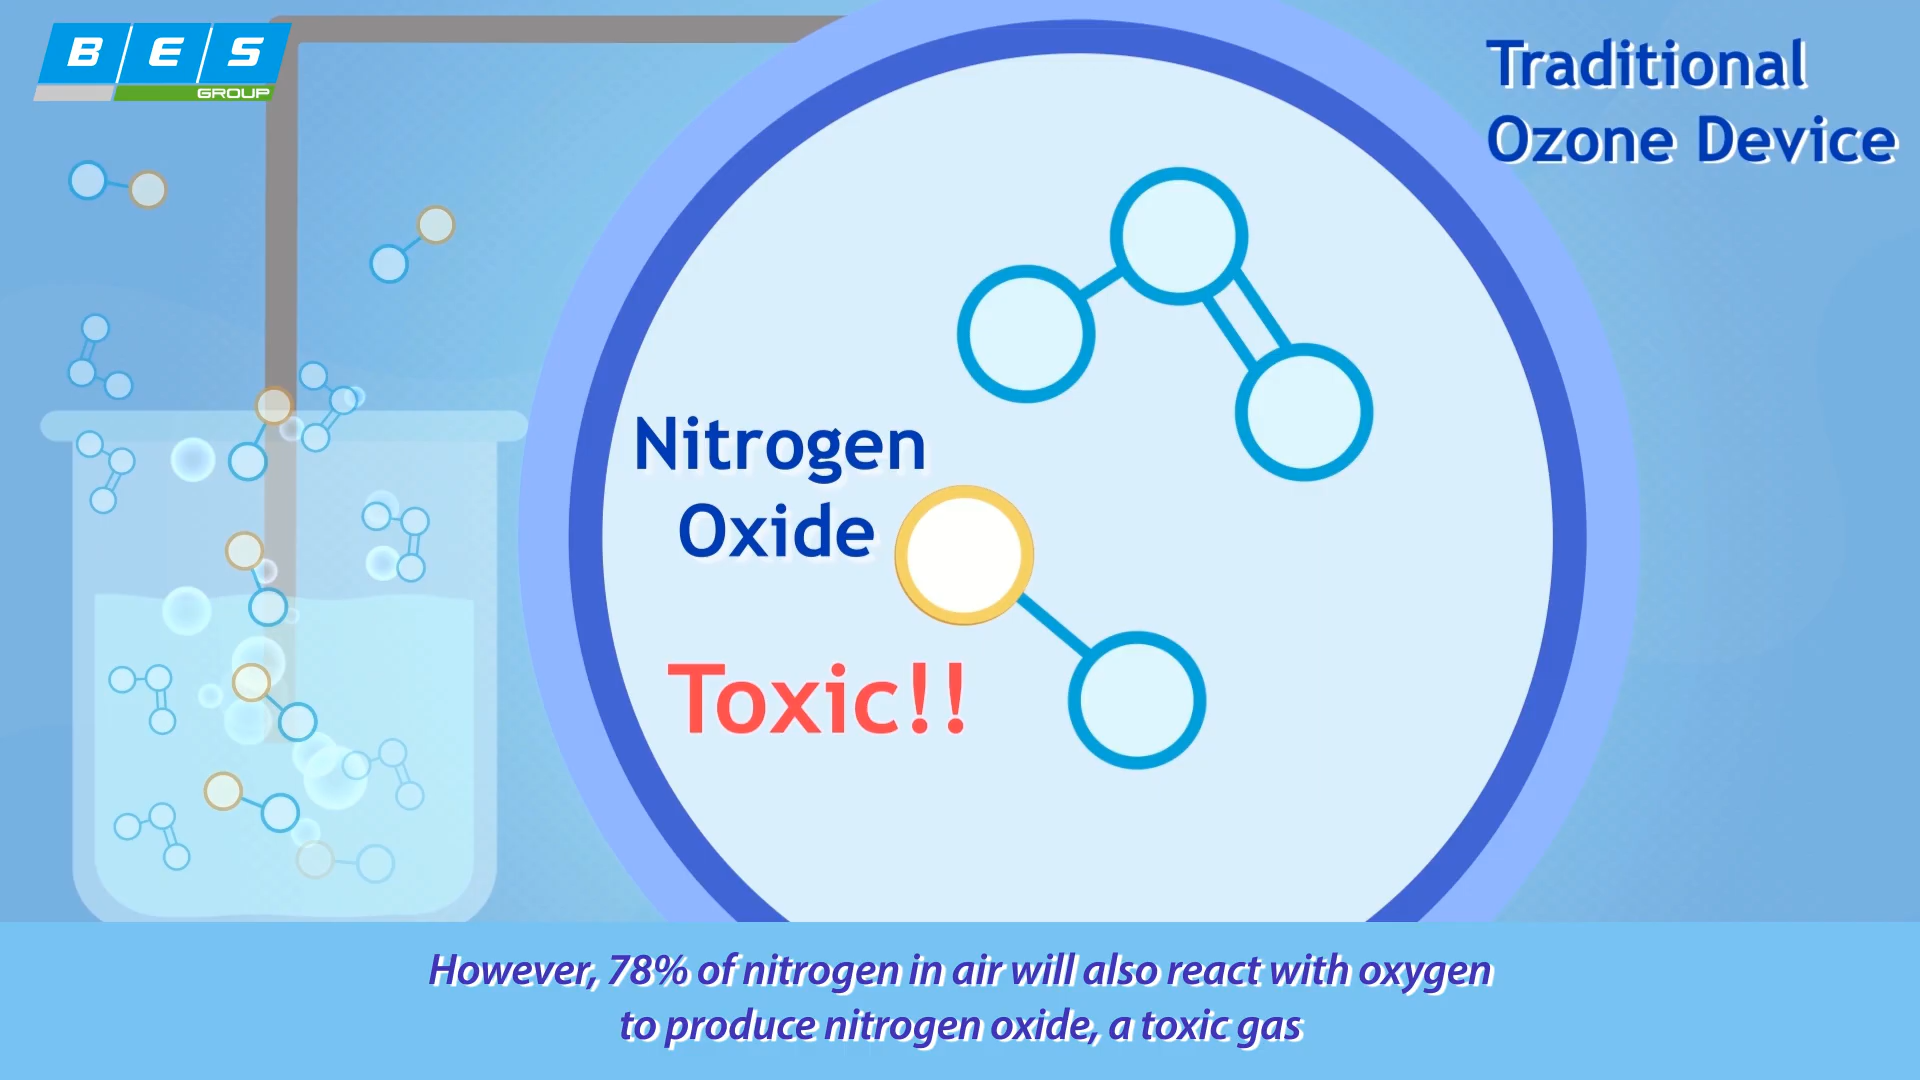 BES
GROUP
Traditional
Ozone Device
Nitrogen
Oxide
Toxic!!
However, 78% of nitrogen in air will also react with oxygen
to produce nitrogen oxide, a toxic gas